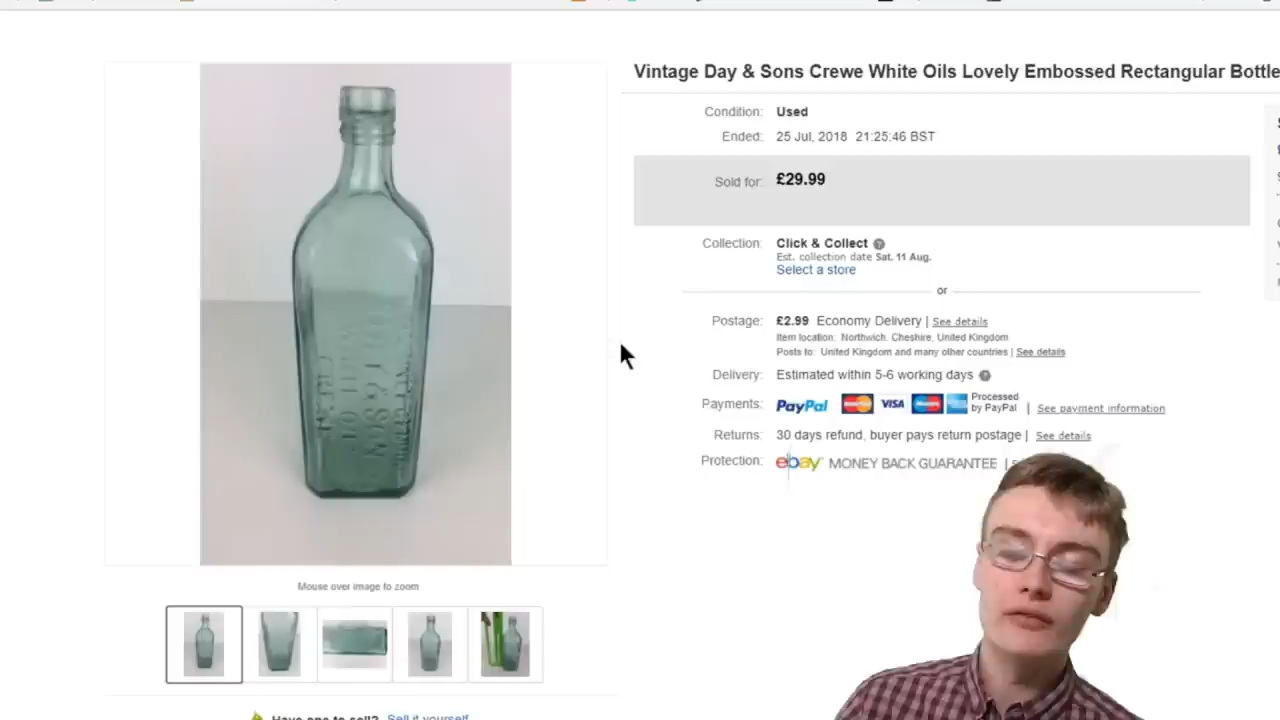 Vintage Day & Sons Crewe White Oils Lovely Embossed Rectangular Bottle
Condition: Used
Ended: 25 Jul, 2018 21:25:46 BST
Sold for: £29.99
Collection: Click & Collect
Est. collection date Sat. 11 Aug.
Select a store
or
Postage: £2.99 Economy Delivery | See details
Item location: Northwich, Cheshire, United Kingdom
Posts to: United Kingdom and many other countries | See details
Delivery: Estimated within 5-6 working days
Payments: PayPal MasterCard VISA Processed by PayPal | See payment information
Returns: 30 days refund, buyer pays return postage | See details
Protection: ebay MONEY BACK GUARANTEE |
Mouse over image to zoom
Have one to sell? Sell it yourself